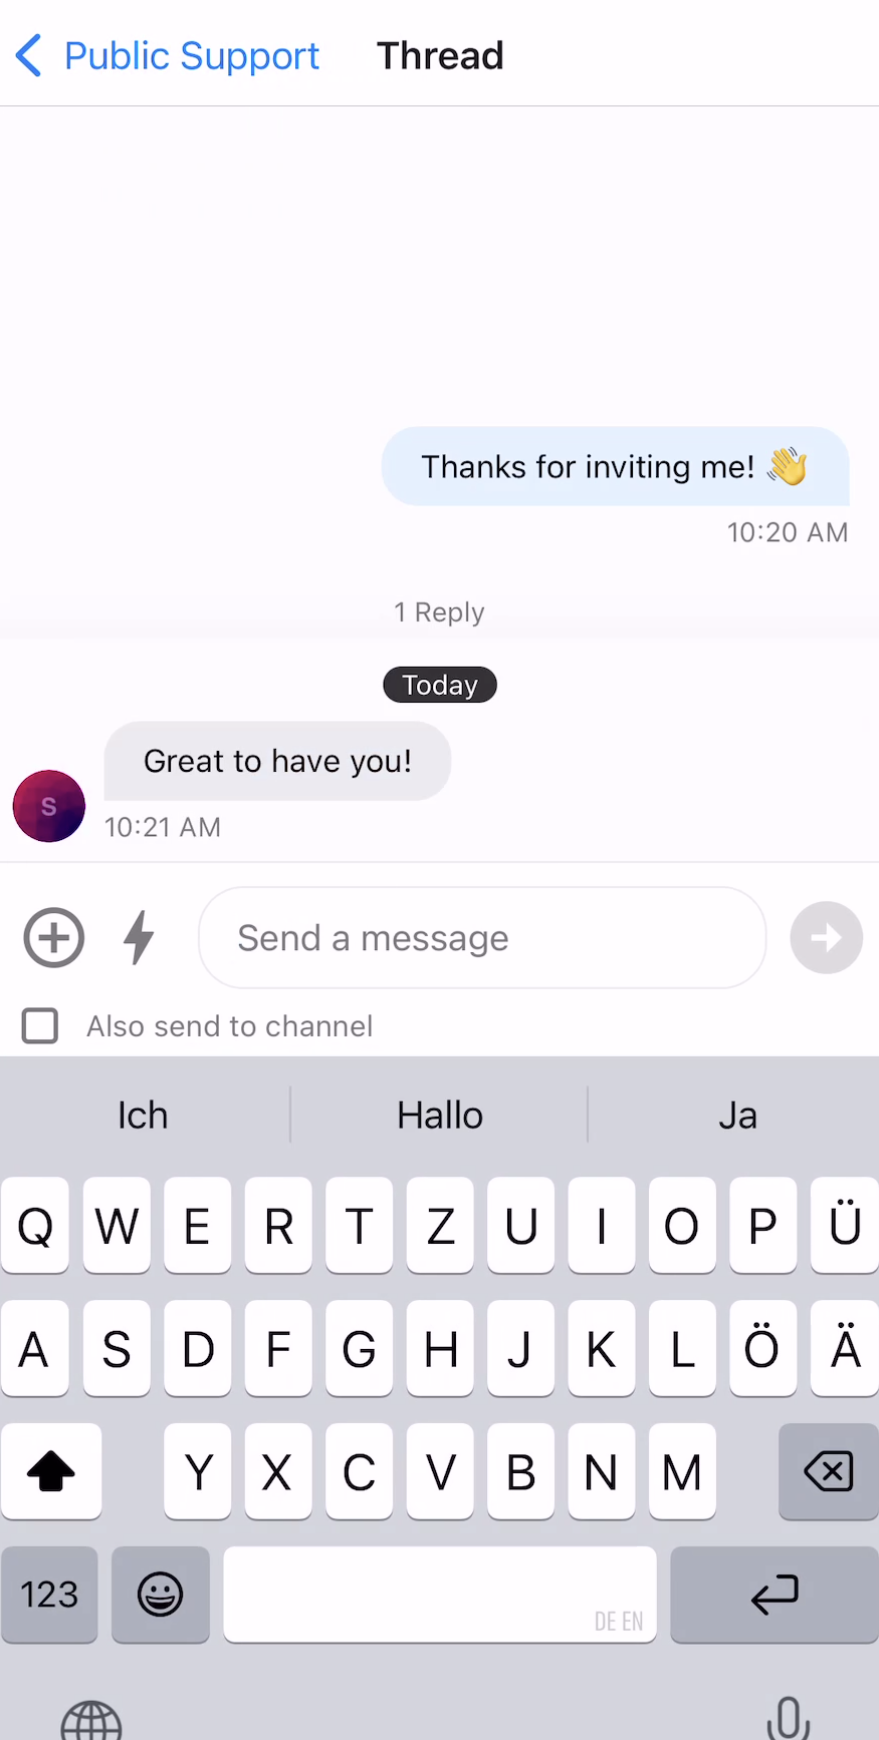 Public Support Thread
Thanks for inviting me! 👋
10:20 AM
1 Reply
Today
Great to have you!
S
10:21 AM
Send a message
Also send to channel
Ich Hallo Ja
Q W E R T Z U I O P Ü
A S D F G H J K L Ö Ä
Y X C V B N M
123
DE EN